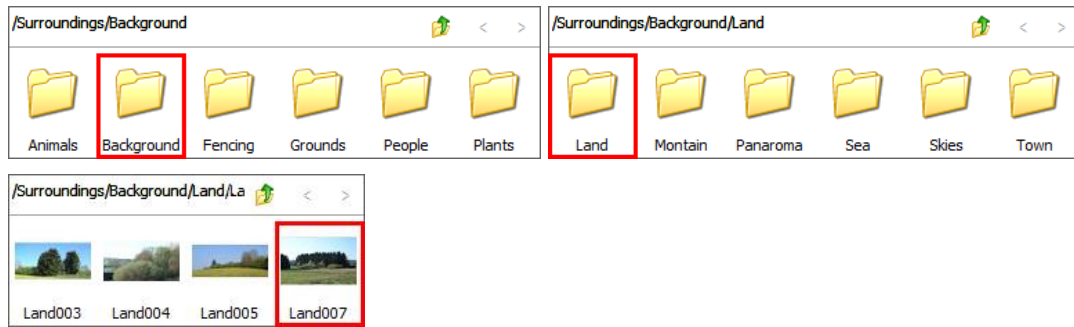 /Surroundings/Background < >
Animals Background Fencing Grounds People Plants
/Surroundings/Background/Land < >
Land Montain Panaroma Sea Skies Town
/Surroundings/Background/Land/La < >
Land003 Land004 Land005 Land007